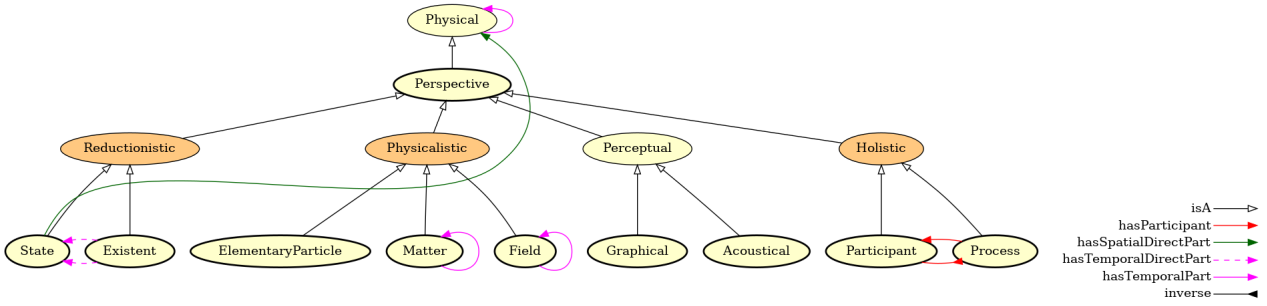 Physical
Perspective
Reductionistic
Physicalistic
Perceptual
Holistic
State
Existent
ElementaryParticle
Matter
Field
Graphical
Acoustical
Participant
Process
isA
hasParticipant
hasSpatialDirectPart
hasTemporalDirectPart
hasTemporalPart
inverse